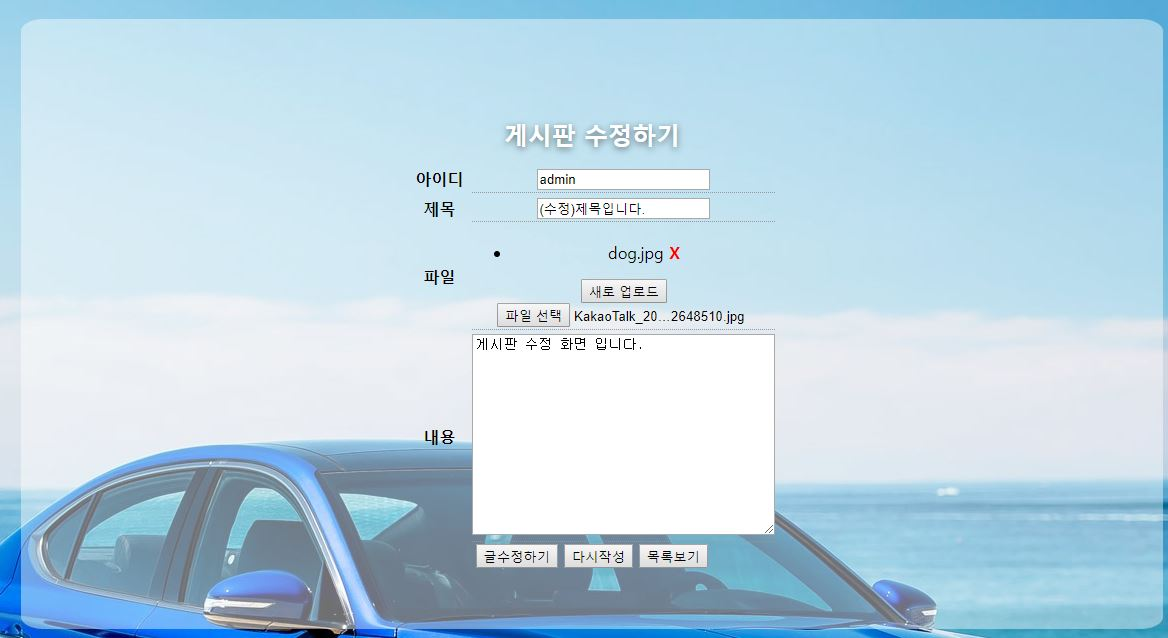 게시판 수정하기
아이디 admin
제목 (수정)제목입니다.
dog.jpg X
파일
새로 업로드
파일 선택 KakaoTalk_20...2648510.jpg
게시판 수정 화면 입니다.
내용
글수정하기 다시작성 목록보기